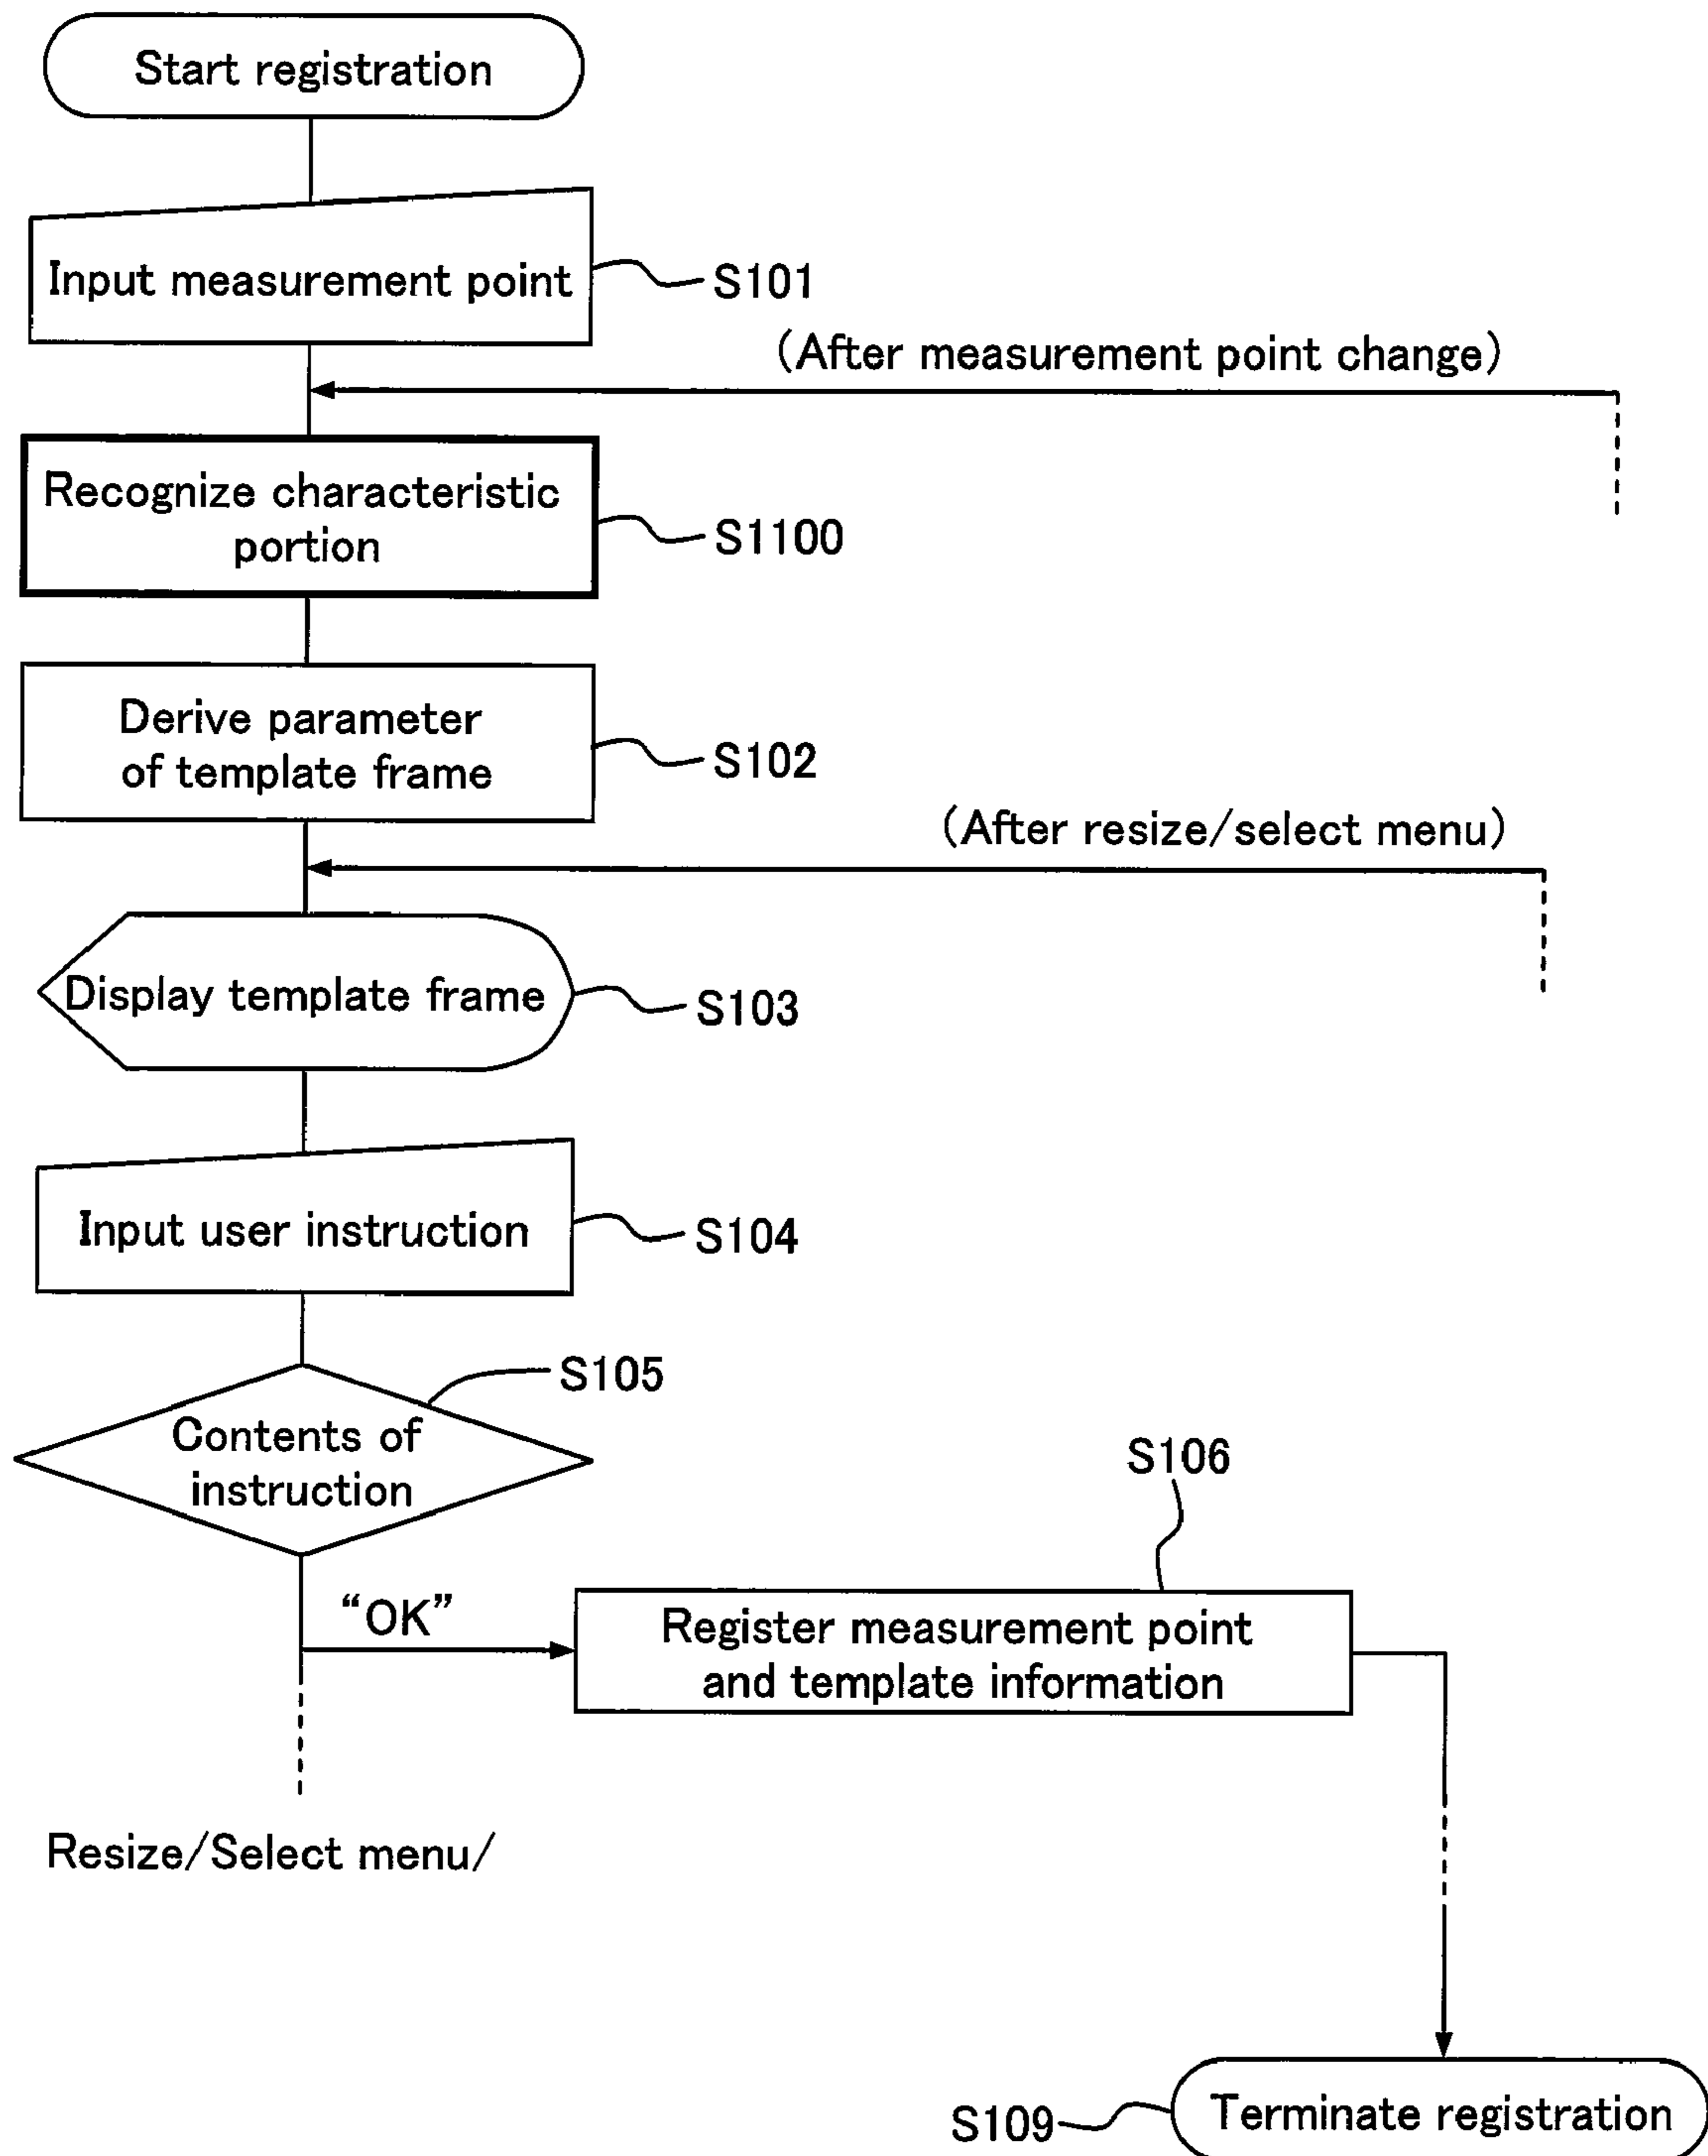 Start registration
Input measurement point
S101
(After measurement point change)
Recognize characteristic
portion
S1100
Derive parameter
of template frame
S102
(After resize/select menu)
Display template frame
S103
Input user instruction
S104
S105
Contents of
instruction
S106
“OK”
Register measurement point
and template information
Resize/Select menu/
S109
Terminate registration